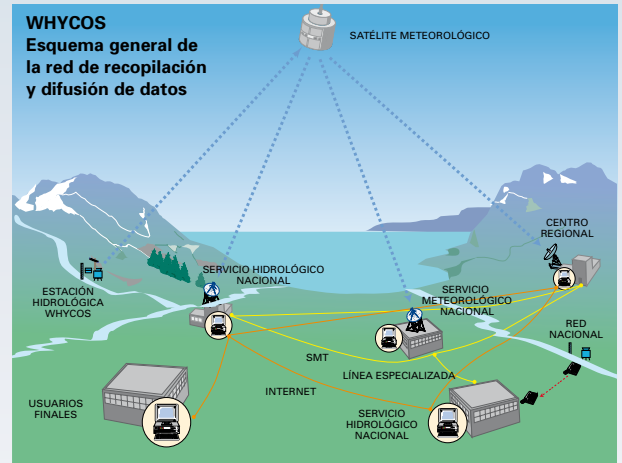 WHYCOS
Esquema general de
la red de recopilación
y difusión de datos
SATÉLITE METEOROLÓGICO
CENTRO
REGIONAL
ESTACIÓN
HIDROLÓGICA
WHYCOS
SERVICIO HIDROLÓGICO
NACIONAL
SERVICIO
METEOROLÓGICO
NACIONAL
RED
NACIONAL
SMT
LÍNEA ESPECIALIZADA
INTERNET
USUARIOS
FINALES
SERVICIO
HIDROLÓGICO
NACIONAL